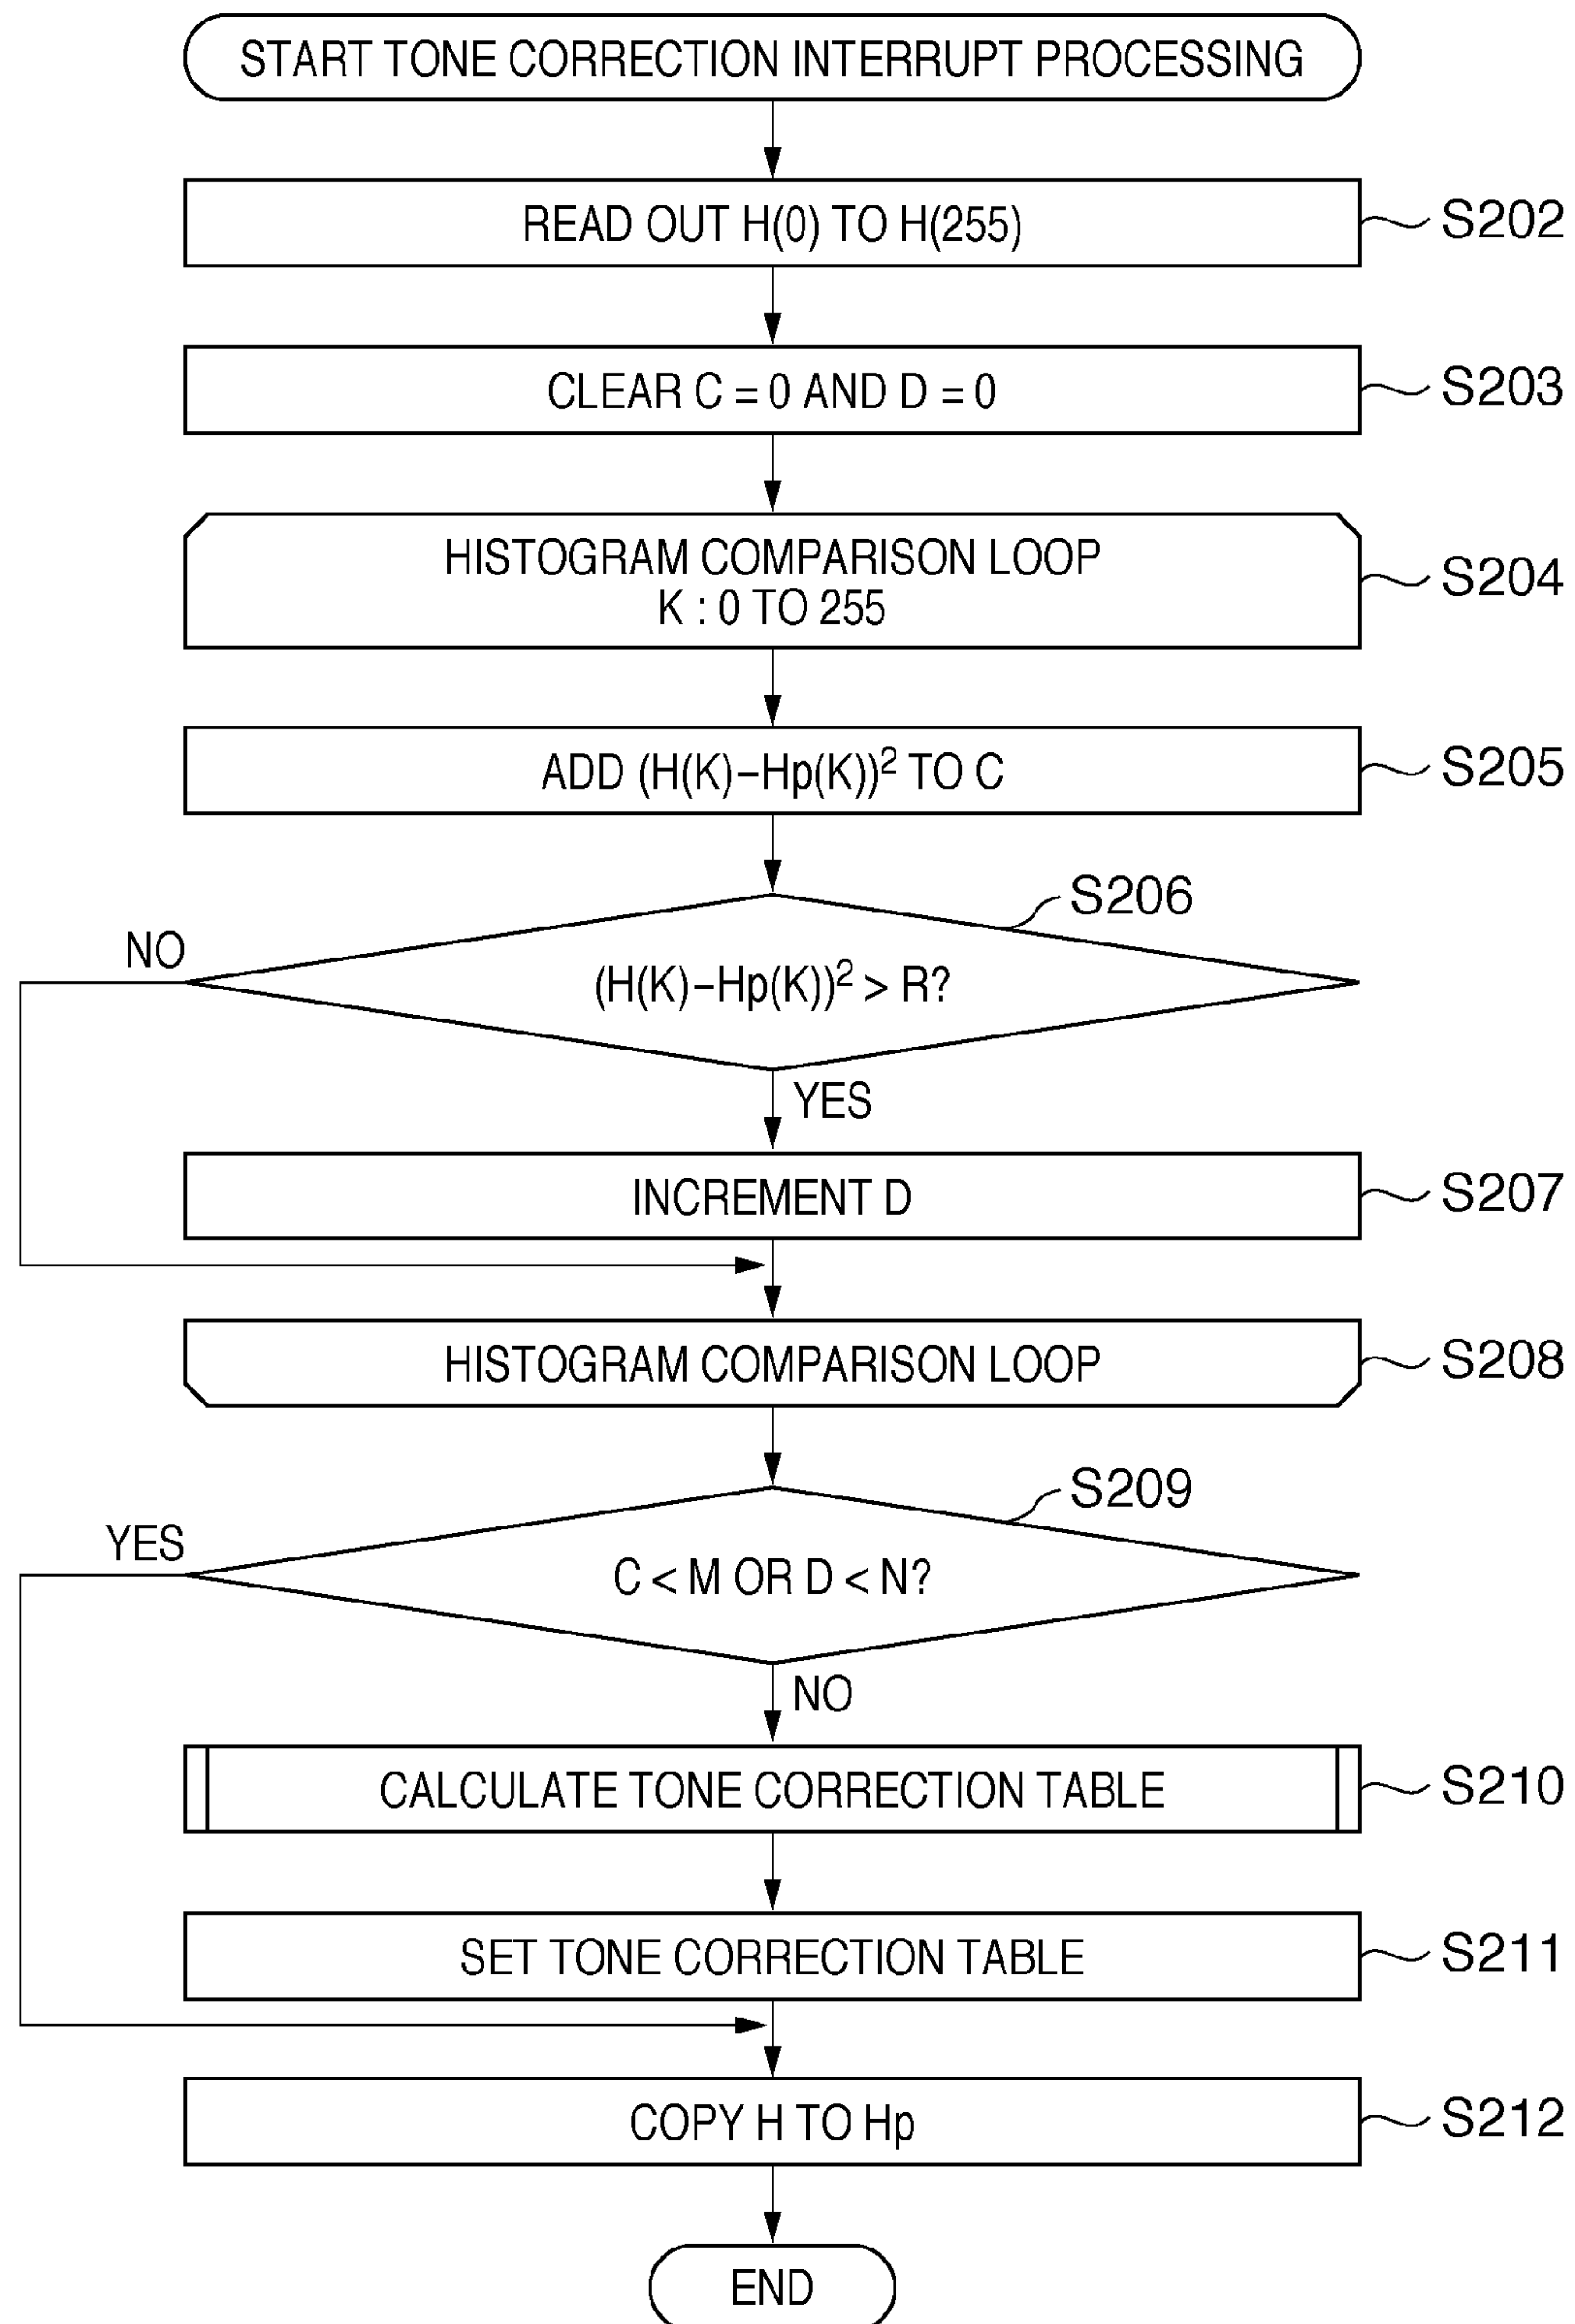 START TONE CORRECTION INTERRUPT PROCESSING
READ OUT H(0) TO H(255)
S202
CLEAR C = 0 AND D = 0
S203
HISTOGRAM COMPARISON LOOP
K : 0 TO 255
S204
ADD (H(K)−Hp(K))² TO C
S205
S206
NO
(H(K)−Hp(K))² > R?
YES
INCREMENT D
S207
HISTOGRAM COMPARISON LOOP
S208
S209
YES
C < M OR D < N?
NO
CALCULATE TONE CORRECTION TABLE
S210
SET TONE CORRECTION TABLE
S211
COPY H TO Hp
S212
END